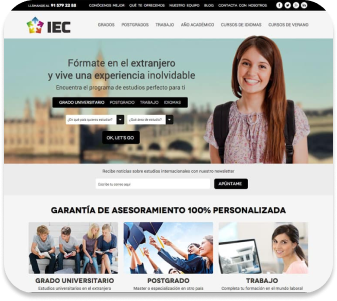 LLÁMANOS AL 91 579 22 88
CONÓCENOS MEJOR QUÉ TE OFRECEMOS NUESTRO EQUIPO BLOG CONTACTA CON NOSOTROS
IEC
GRADOS POSTGRADOS TRABAJO AÑO ACADÉMICO CURSOS DE IDIOMAS CURSOS DE VERANO
Fórmate en el extranjero
y vive una experiencia inolvidable
Encuentra el programa de estudios perfecto para ti
GRADO UNIVERSITARIO POSTGRADO TRABAJO IDIOMAS
¿En qué país quieres estudiar? ¿Qué área de estudio?
OK, LET'S GO
Recibe noticias sobre estudios internacionales con nuestro newsletter
Escribe tu correo aquí APÚNTAME
GARANTÍA DE ASESORAMIENTO 100% PERSONALIZADA
GRADO UNIVERSITARIO
Estudios universitarios en el extranjero
POSTGRADO
Master o especialización en otro país
TRABAJO
Completa tu formación en el mundo laboral